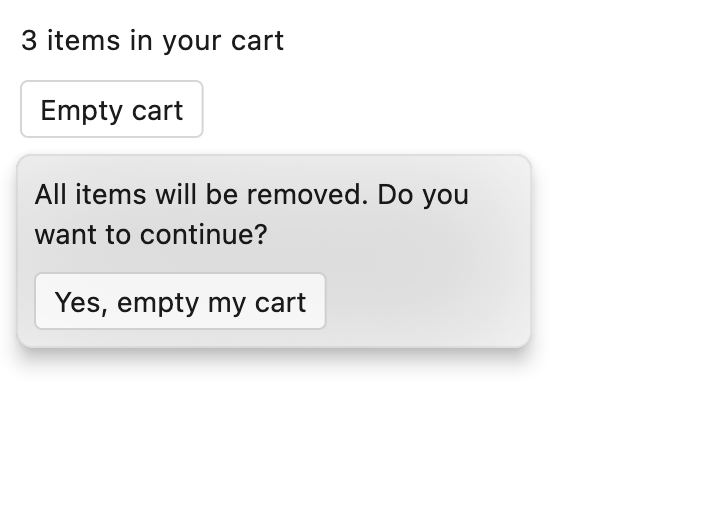 3 items in your cart
Empty cart
All items will be removed. Do you
want to continue?
Yes, empty my cart